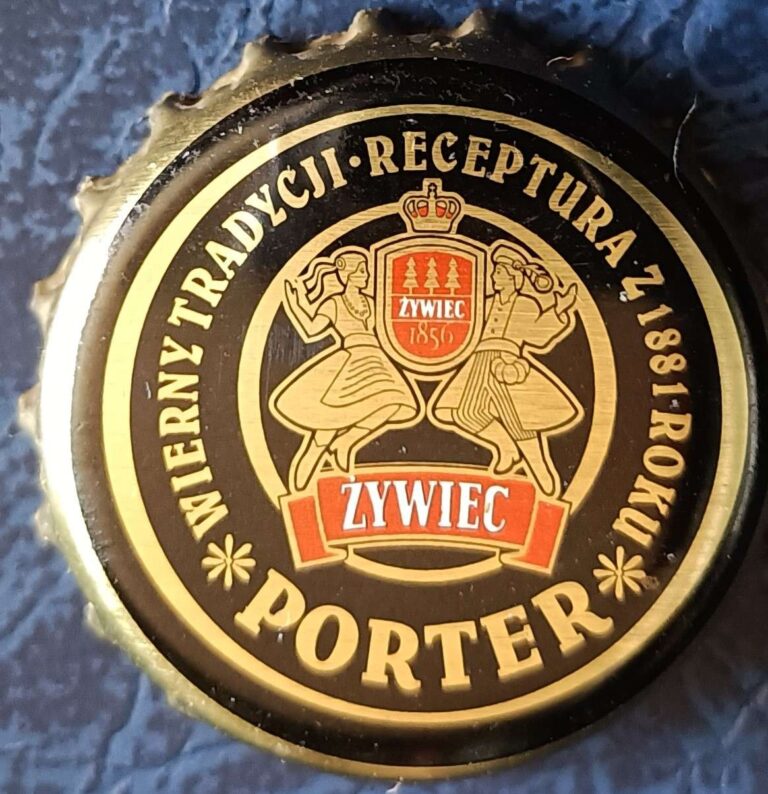 WIERNY TRADYCJI · RECEPTURA Z 1881 ROKU
ŻYWIEC
1856
ŻYWIEC
* PORTER *